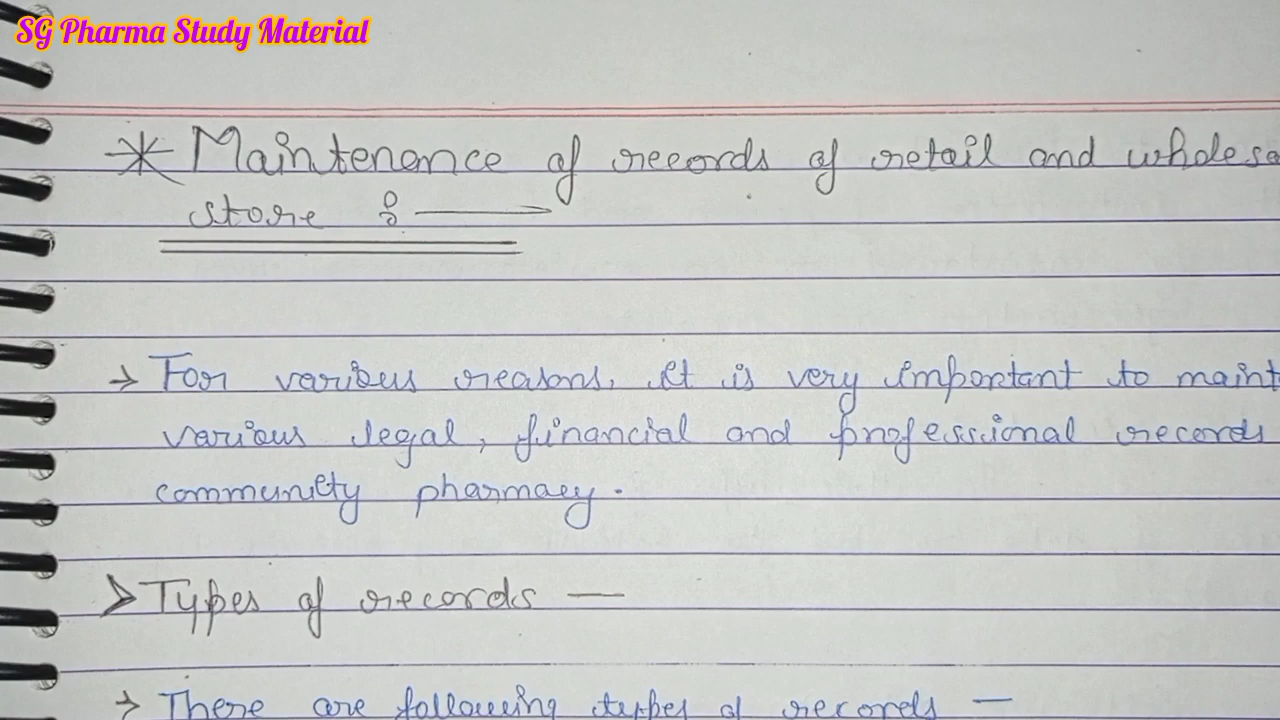 SG Pharma Study Material
* Maintenance of records of retail and wholesa
store :⟶
→ For various reasons, it is very important to maint
various legal, financial and professional records
community pharmacy.
➤ Types of records —
→ There are following types of records —